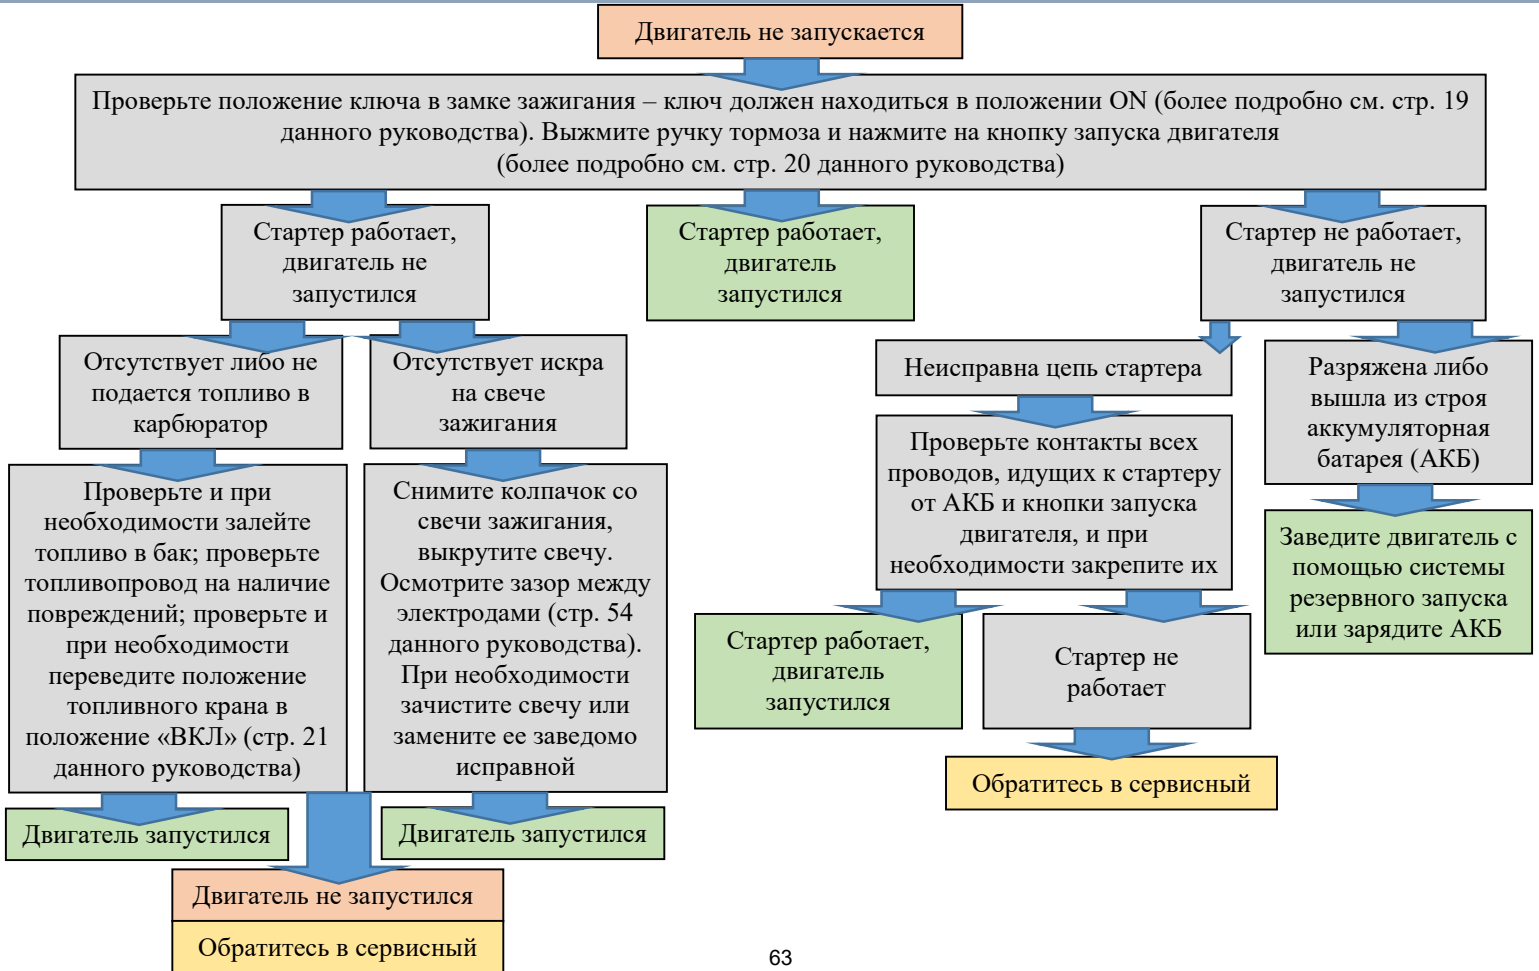 Двигатель не запускается
Проверьте положение ключа в замке зажигания – ключ должен находиться в положении ON (более подробно см. стр. 19
данного руководства). Выжмите ручку тормоза и нажмите на кнопку запуска двигателя
(более подробно см. стр. 20 данного руководства)
Стартер работает,
двигатель не
запустился
Стартер работает,
двигатель
запустился
Стартер не работает,
двигатель не
запустился
Отсутствует либо не
подается топливо в
карбюратор
Отсутствует искра
на свече
зажигания
Неисправна цепь стартера
Разряжена либо
вышла из строя
аккумуляторная
батарея (АКБ)
Проверьте и при
необходимости залейте
топливо в бак; проверьте
топливопровод на наличие
повреждений; проверьте и
при необходимости
переведите положение
топливного крана в
положение «ВКЛ» (стр. 21
данного руководства)
Снимите колпачок со
свечи зажигания,
выкрутите свечу.
Осмотрите зазор между
электродами (стр. 54
данного руководства).
При необходимости
зачистите свечу или
замените ее заведомо
исправной
Проверьте контакты всех
проводов, идущих к стартеру
от АКБ и кнопки запуска
двигателя, и при
необходимости закрепите их
Заведите двигатель с
помощью системы
резервного запуска
или зарядите АКБ
Стартер работает,
двигатель
запустился
Стартер не
работает
Обратитесь в сервисный
Двигатель запустился
Двигатель запустился
Двигатель не запустился
Обратитесь в сервисный
63